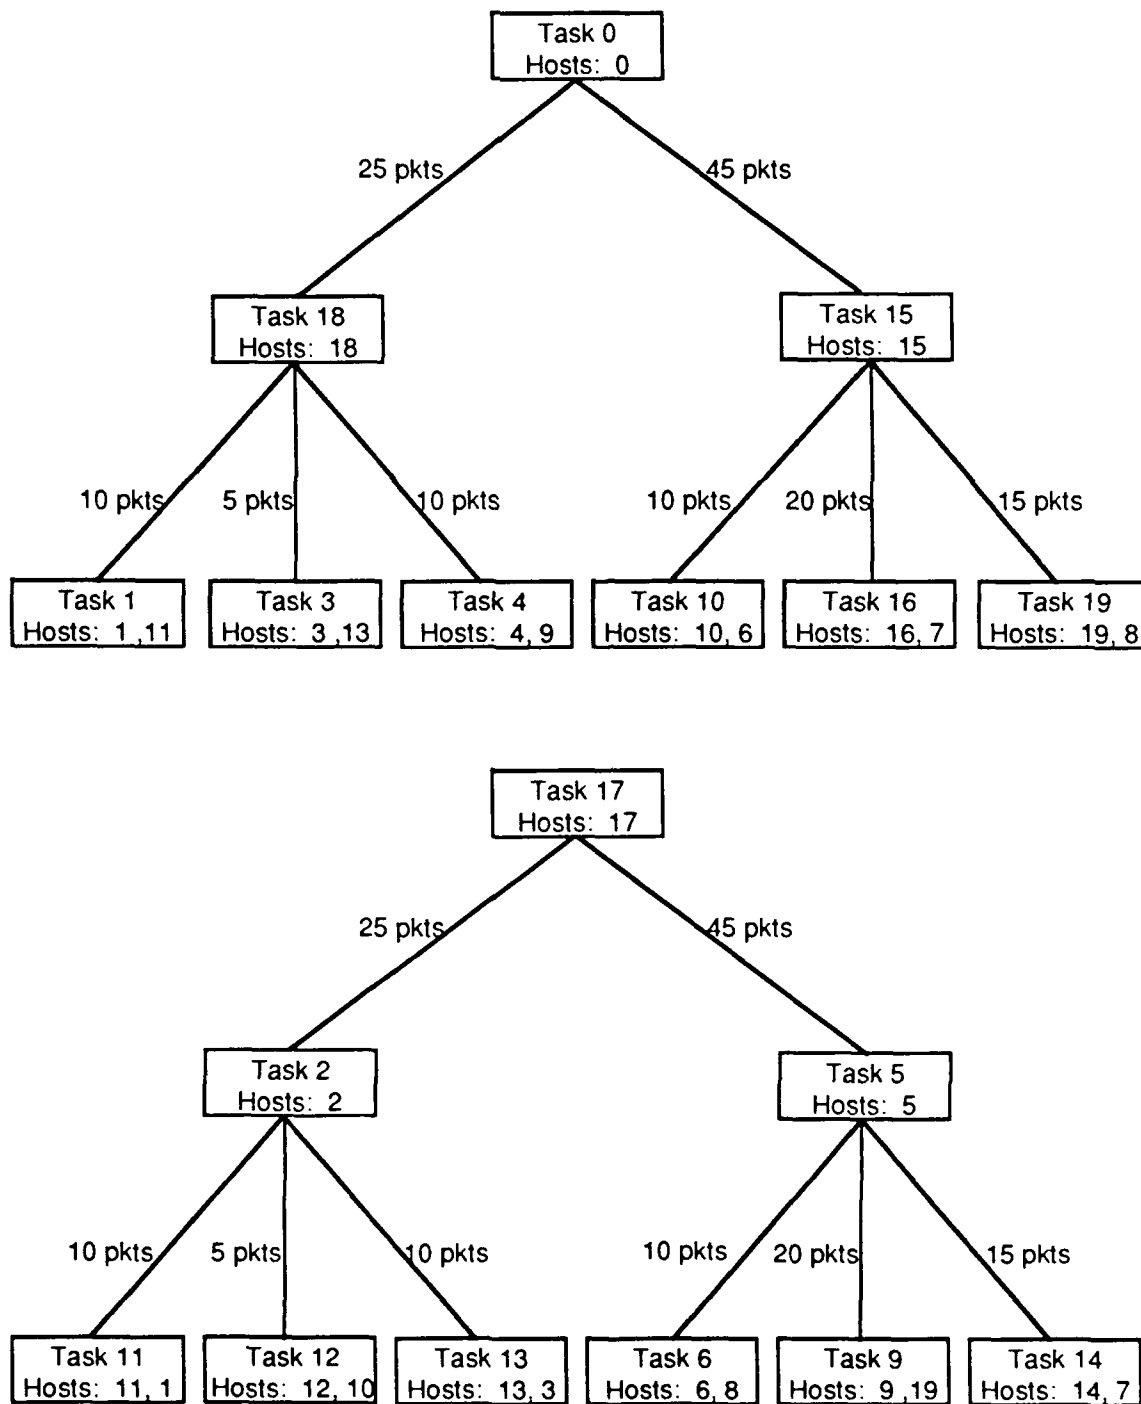 Task 0
Hosts: 0
25 pkts
45 pkts
Task 18
Hosts: 18
Task 15
Hosts: 15
10 pkts
5 pkts
10 pkts
10 pkts
20 pkts
15 pkts
Task 1
Hosts: 1 ,11
Task 3
Hosts: 3 ,13
Task 4
Hosts: 4, 9
Task 10
Hosts: 10, 6
Task 16
Hosts: 16, 7
Task 19
Hosts: 19, 8
Task 17
Hosts: 17
25 pkts
45 pkts
Task 2
Hosts: 2
Task 5
Hosts: 5
10 pkts
5 pkts
10 pkts
10 pkts
20 pkts
15 pkts
Task 11
Hosts: 11, 1
Task 12
Hosts: 12, 10
Task 13
Hosts: 13, 3
Task 6
Hosts: 6, 8
Task 9
Hosts: 9 ,19
Task 14
Hosts: 14, 7